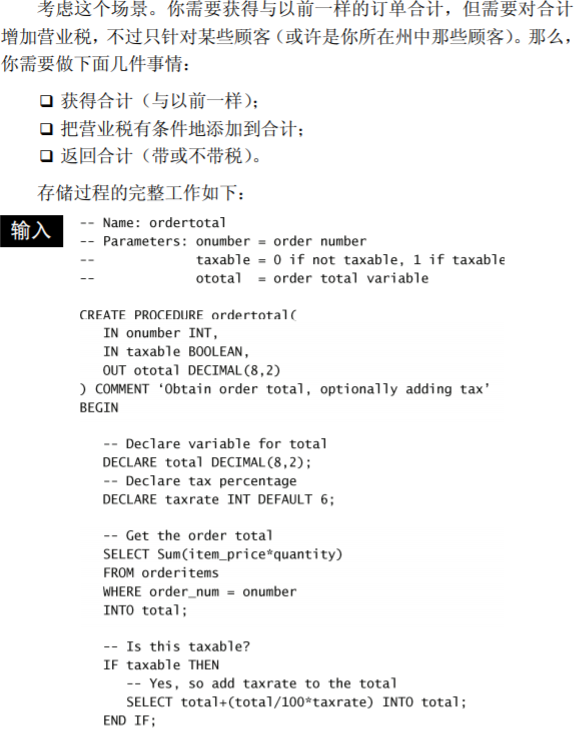 考虑这个场景。你需要获得与以前一样的订单合计，但需要对合计
增加营业税，不过只针对某些顾客（或许是你所在州中那些顾客）。那么，
你需要做下面几件事情：
❑ 获得合计（与以前一样）；
❑ 把营业税有条件地添加到合计；
❑ 返回合计（带或不带税）。
存储过程的完整工作如下：
输入
-- Name: ordertotal
-- Parameters: onumber = order number
--             taxable = 0 if not taxable, 1 if taxable
--             ototal  = order total variable
CREATE PROCEDURE ordertotal(
   IN onumber INT,
   IN taxable BOOLEAN,
   OUT ototal DECIMAL(8,2)
) COMMENT ‘Obtain order total, optionally adding tax’
BEGIN
   -- Declare variable for total
   DECLARE total DECIMAL(8,2);
   -- Declare tax percentage
   DECLARE taxrate INT DEFAULT 6;
   -- Get the order total
   SELECT Sum(item_price*quantity)
   FROM orderitems
   WHERE order_num = onumber
   INTO total;
   -- Is this taxable?
   IF taxable THEN
      -- Yes, so add taxrate to the total
      SELECT total+(total/100*taxrate) INTO total;
   END IF;